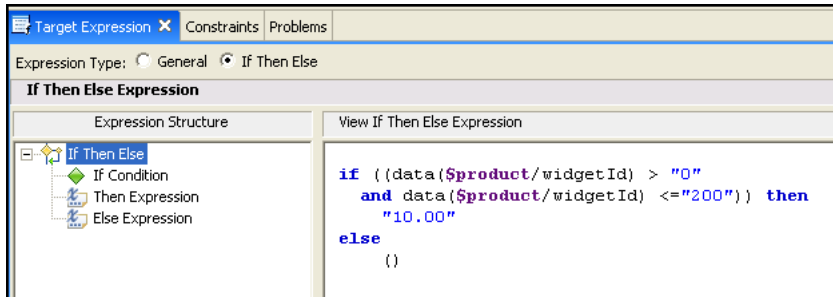 Target Expression Constraints Problems
Expression Type: General If Then Else
If Then Else Expression
Expression Structure
View If Then Else Expression
If Then Else
If Condition
Then Expression
Else Expression
if ((data($product/widgetId) > "0"
and data($product/widgetId) <="200")) then
"10.00"
else
()